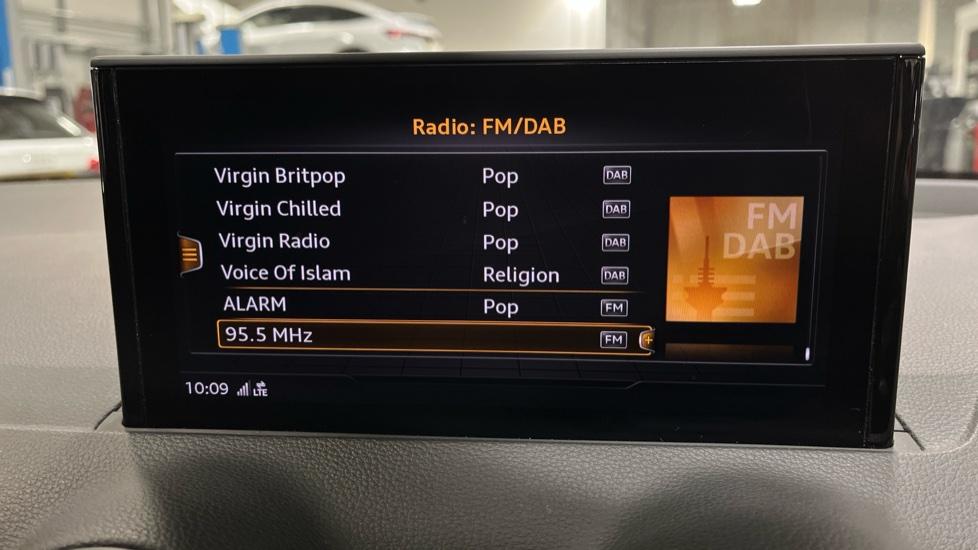 Radio: FM/DAB
Virgin Britpop Pop DAB
Virgin Chilled Pop DAB
Virgin Radio Pop DAB
Voice Of Islam Religion DAB
ALARM Pop FM
95.5 MHz FM
FM
DAB
10:09 LTE